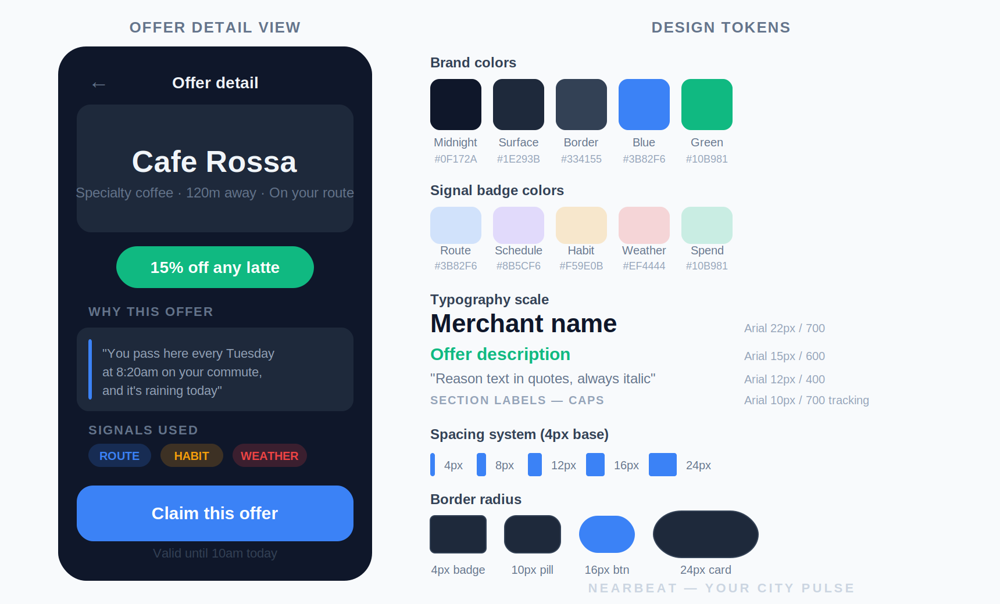 OFFER DETAIL VIEW
←
Offer detail
Cafe Rossa
Specialty coffee · 120m away · On your route
15% off any latte
WHY THIS OFFER
"You pass here every Tuesday
at 8:20am on your commute,
and it's raining today"
SIGNALS USED
ROUTE HABIT WEATHER
Claim this offer
Valid until 10am today
DESIGN TOKENS
Brand colors
Midnight Surface Border Blue Green
#0F172A #1E293B #334155 #3B82F6 #10B981
Signal badge colors
Route Schedule Habit Weather Spend
#3B82F6 #8B5CF6 #F59E0B #EF4444 #10B981
Typography scale
Merchant name Arial 22px / 700
Offer description Arial 15px / 600
"Reason text in quotes, always italic" Arial 12px / 400
SECTION LABELS — CAPS Arial 10px / 700 tracking
Spacing system (4px base)
4px 8px 12px 16px 24px
Border radius
4px badge 10px pill 16px btn 24px card
NEARBEAT — YOUR CITY PULSE